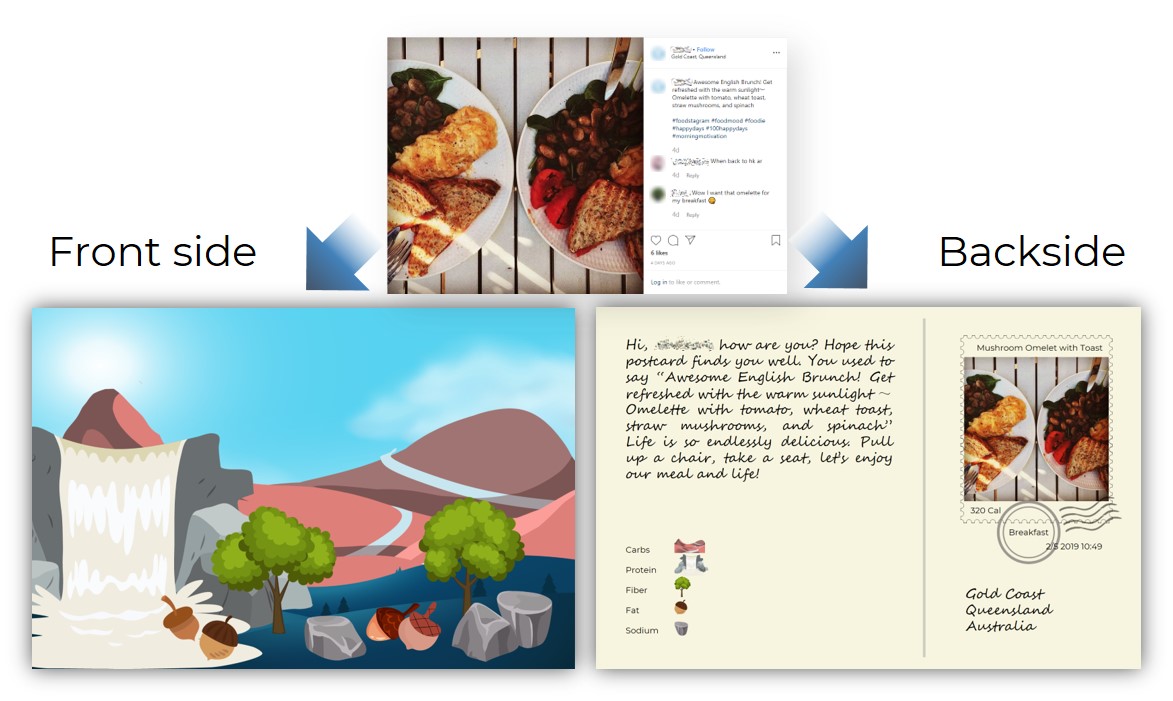 • Follow
Gold Coast, Queensland
Awesome English Brunch! Get
refreshed with the warm sunlight~
Omelette with tomato, wheat toast,
straw mushrooms, and spinach
#foodstagram #foodmood #foodie
#happydays #100happydays
#morningmotivation
4d
When back to hk ar
4d Reply
Wow I want that omelette for
my breakfast
4d Reply
6 likes
4 DAYS AGO
Log in to like or comment.
Front side
Backside
Hi, how are you? Hope this
postcard finds you well. You used to
say “Awesome English Brunch! Get
refreshed with the warm sunlight ~
Omelette with tomato, wheat toast,
straw mushrooms, and spinach”
Life is so endlessly delicious. Pull
up a chair, take a seat, let's enjoy
our meal and life!
Carbs
Protein
Fiber
Fat
Sodium
Mushroom Omelet with Toast
320 Cal
Breakfast
2/5 2019 10:49
Gold Coast
Queensland
Australia